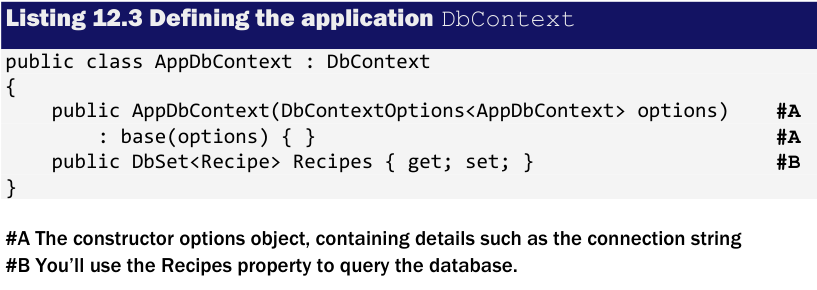 Listing 12.3 Defining the application DbContext
public class AppDbContext : DbContext
{
    public AppDbContext(DbContextOptions<AppDbContext> options)    #A
        : base(options) { }    #A
    public DbSet<Recipe> Recipes { get; set; }    #B
}
#A The constructor options object, containing details such as the connection string
#B You’ll use the Recipes property to query the database.